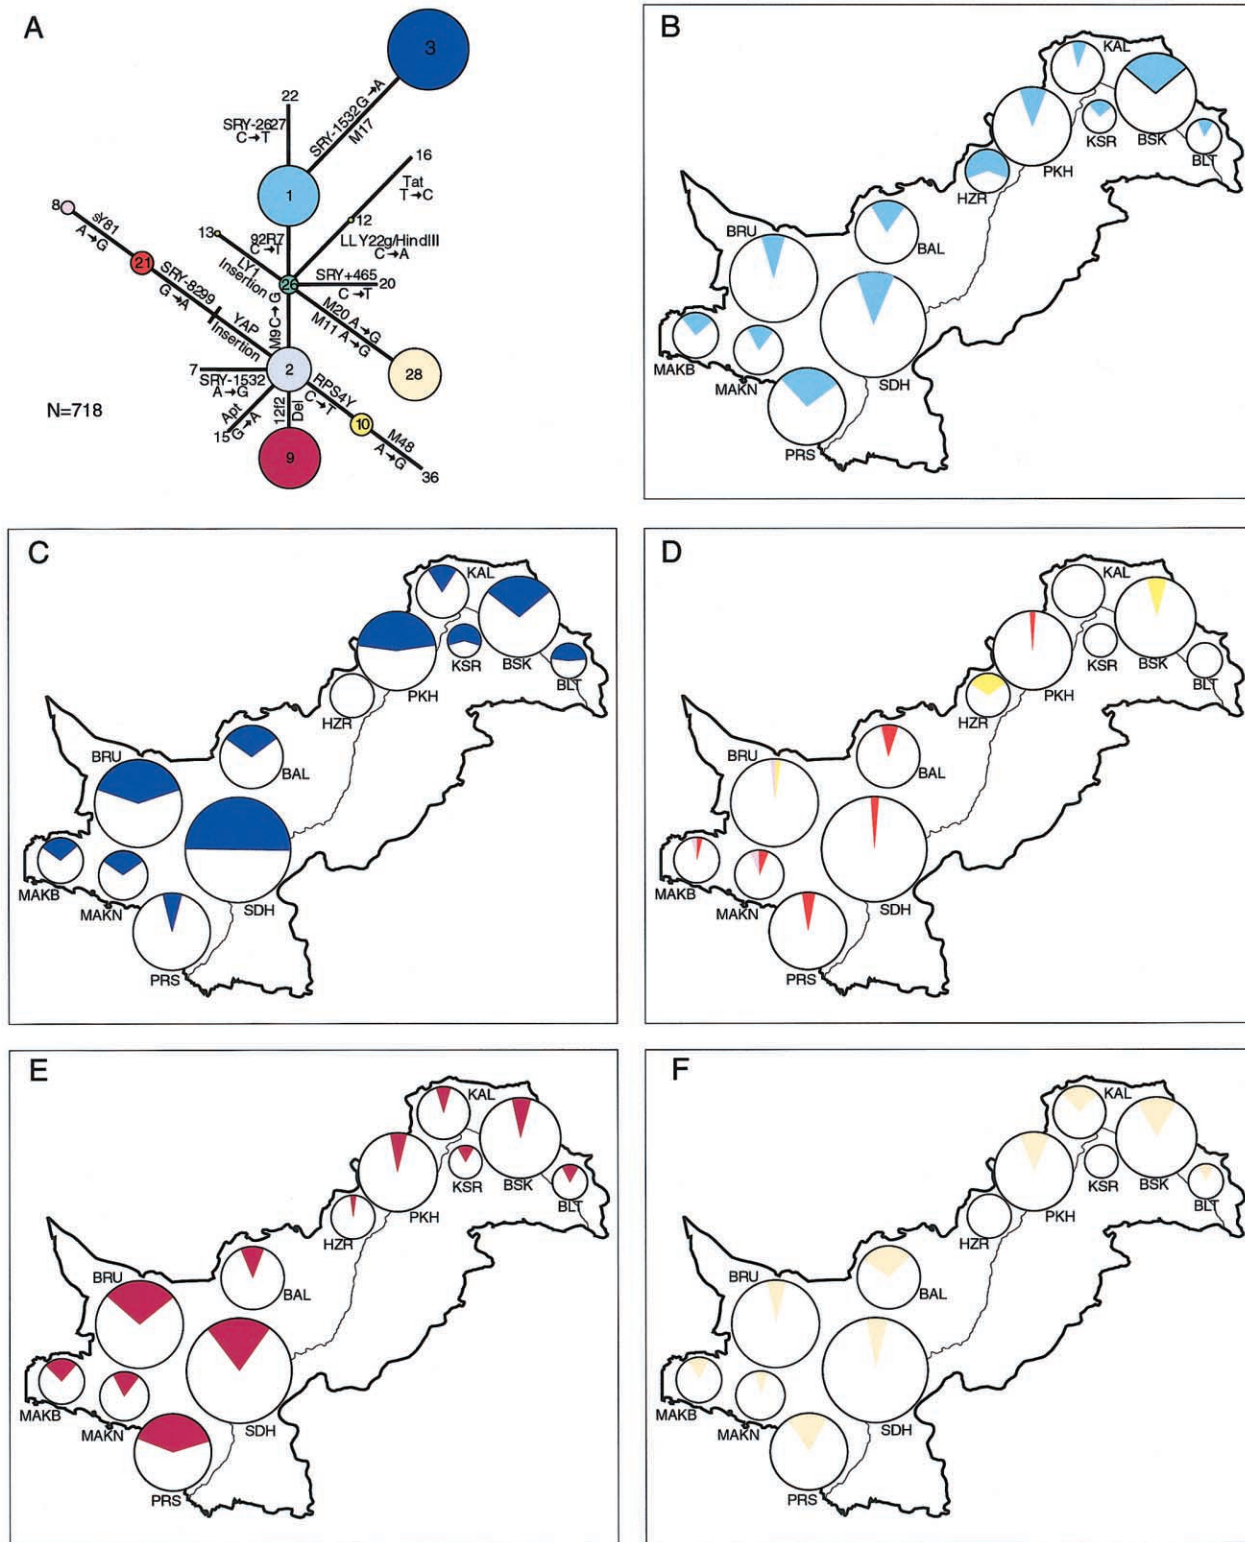 A
3
22
SRY-2627
C→T
SRY-1532 G→A
M17
16
Tat
T→C
1
8
sY81
A→G
13
LY1
Insertion
92R7
C→T
12
LLY22g/HindIII
C→A
21
SRY-8299
G→A
YAP
Insertion
26
SRY+465
20
C→T
M9 C→G
M20 A→G
M11 A→G
28
7
SRY-1532
A→G
2
RPS4Y
C→T
10
M48
A→G
36
Apt
G→A
15
12f2
Del
9
N=718
B
KAL
BSK
KSR
BLT
PKH
HZR
BRU
BAL
SDH
MAKB
MAKN
PRS
C
KAL
KSR
BSK
BLT
PKH
HZR
BRU
BAL
MAKB
MAKN
SDH
PRS
D
KAL
KSR
BSK
BLT
PKH
HZR
BRU
BAL
MAKB
MAKN
SDH
PRS
E
KAL
KSR
BSK
BLT
PKH
HZR
BRU
BAL
MAKB
MAKN
SDH
PRS
F
KAL
KSR
BSK
BLT
PKH
HZR
BRU
BAL
MAKB
MAKN
SDH
PRS